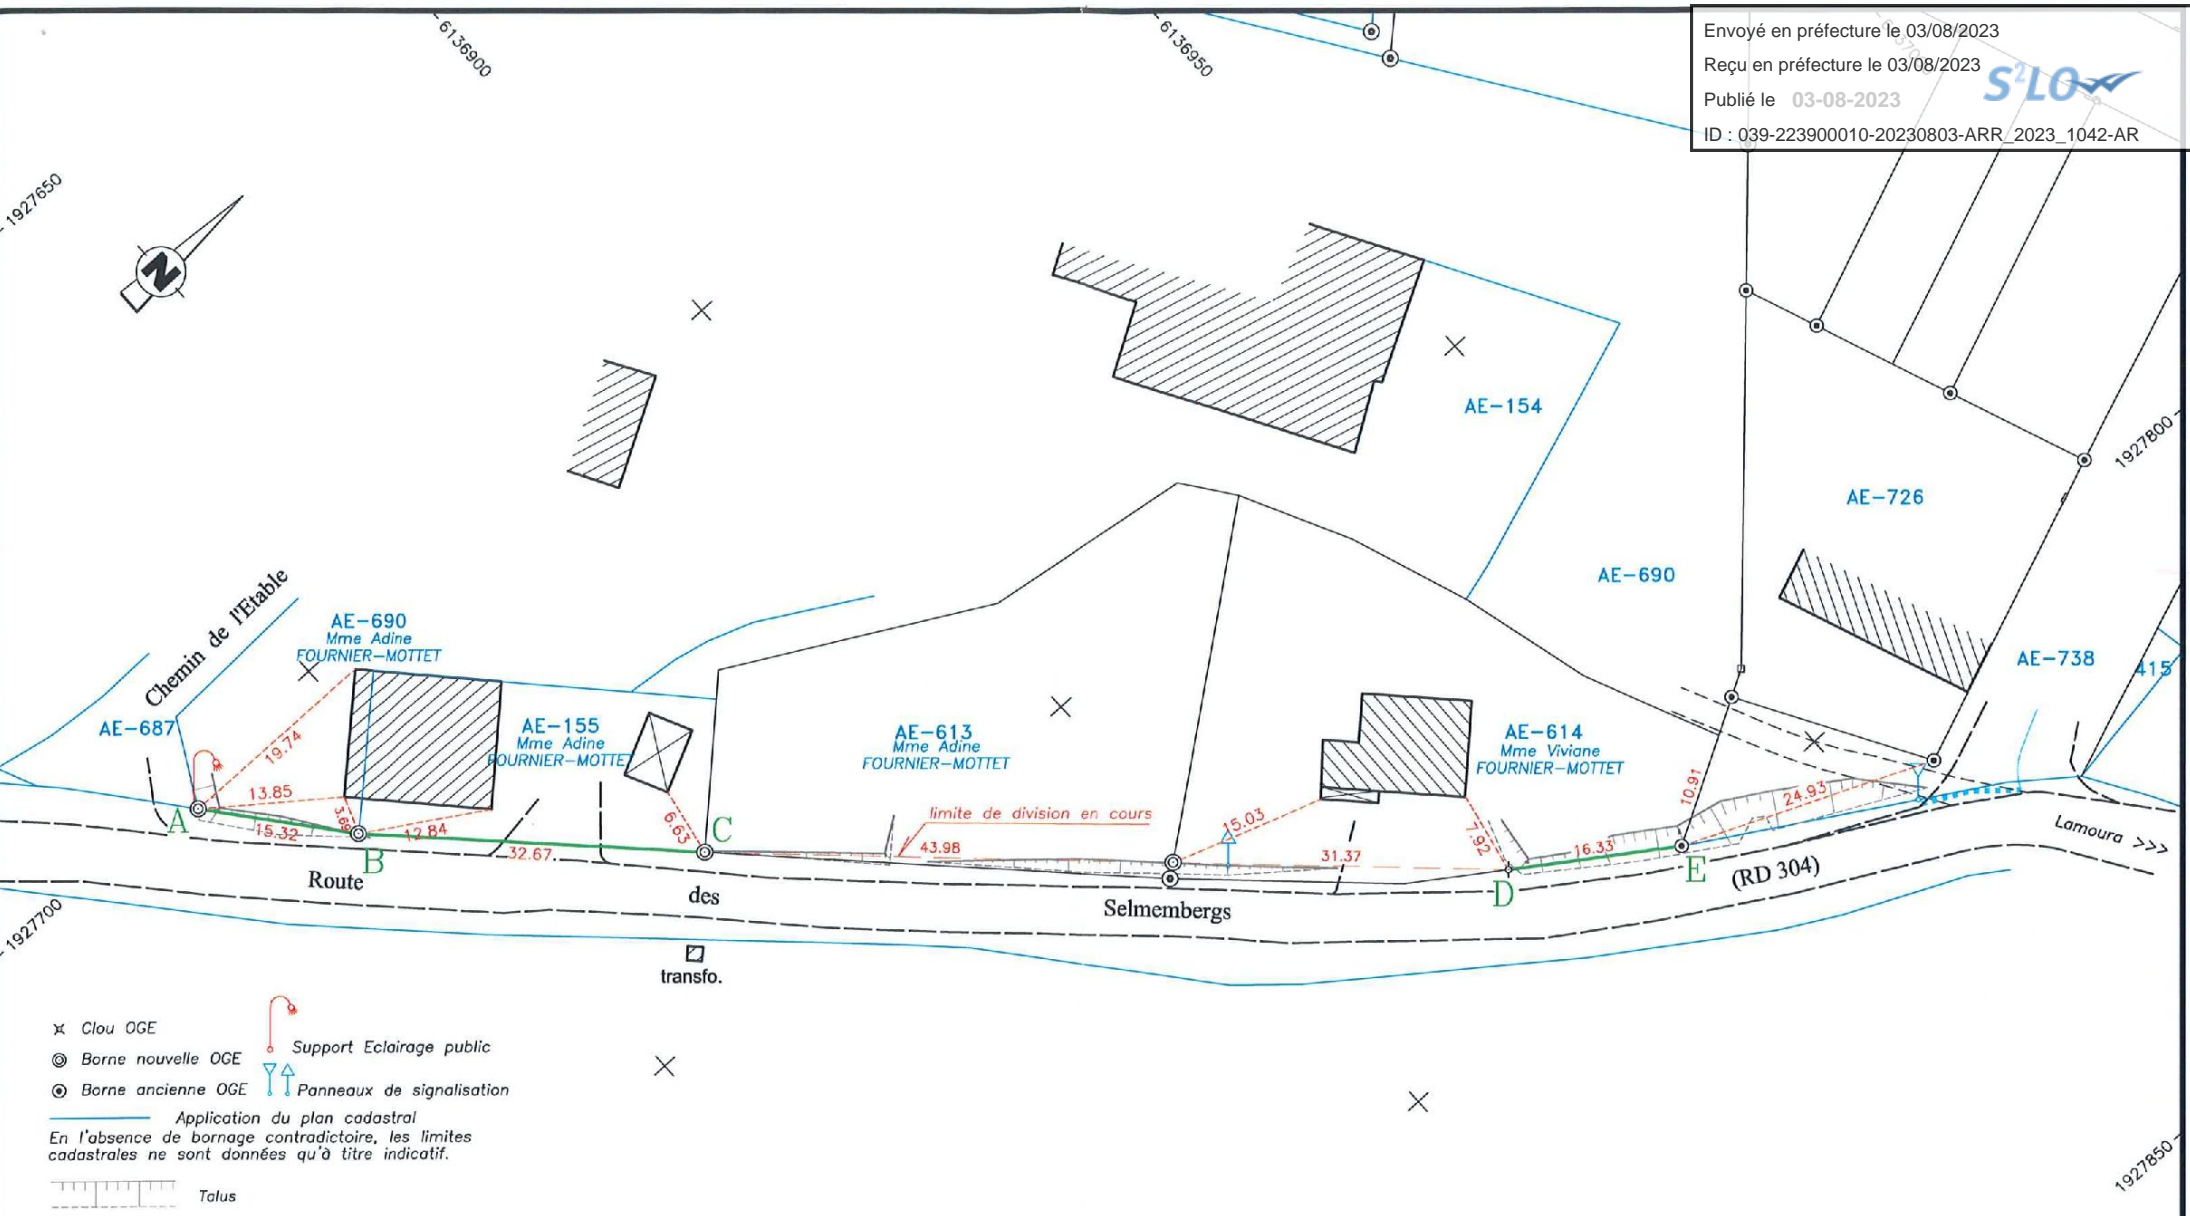 6136900
6136950
Envoyé en préfecture le 03/08/2023
Reçu en préfecture le 03/08/2023
Publié le 03-08-2023
S²LO
ID : 039-223900010-20230803-ARR_2023_1042-AR
1927650
N
AE-154
1927800
AE-726
AE-690
Chemin de l'Etable
AE-690
Mme Adine
FOURNIER-MOTTET
AE-738
415
AE-687
AE-155
Mme Adine
FOURNIER-MOTTET
AE-613
Mme Adine
FOURNIER-MOTTET
AE-614
Mme Viviane
FOURNIER-MOTTET
19.74
13.85
3.69
15.32
12.84
32.67
6.63
limite de division en cours
43.98
15.03
31.37
7.92
16.33
10.91
24.93
A
B
C
D
E
Lamoura >>>
Route
des
Selmembergs
(RD 304)
1927700
transfo.
Clou OGE
Support Eclairage public
Borne nouvelle OGE
Borne ancienne OGE
Panneaux de signalisation
Application du plan cadastral
En l'absence de bornage contradictoire, les limites
cadastrales ne sont données qu'à titre indicatif.
Talus
1927850